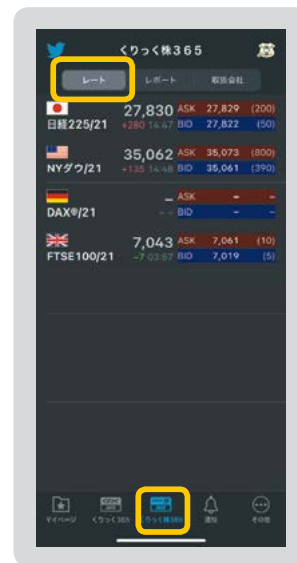 くりっく株365
レート レポート 取扱会社
27,830 ASK 27,829 (200)
日経225/21 +280 14:47 BID 27,822 (50)
35,062 ASK 35,073 (800)
NYダウ/21 +135 14:48 BID 35,061 (390)
– ASK – –
DAX®/21 – – BID – –
7,043 ASK 7,061 (10)
FTSE100/21 -7 03:57 BID 7,019 (5)
マイページ くりっく365 くりっく株365 通知 その他